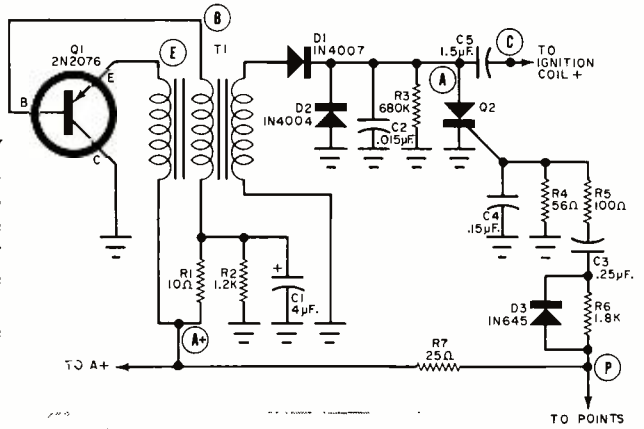 Q1
2N2076
B
E
C
E
B
T1
D1
1N4007
D2
1N4004
C2
.015µF.
R3
680K
A
C5
1.5µF.
C
TO
IGNITION
COIL +
Q2
C4
.15µF.
R4
56Ω
R5
100Ω
C3
.25µF.
D3
1N645
R6
1.8K
R1
10Ω
R2
1.2K
+
C1
4µF.
A+
TO A+
R7
25Ω
P
TO POINTS